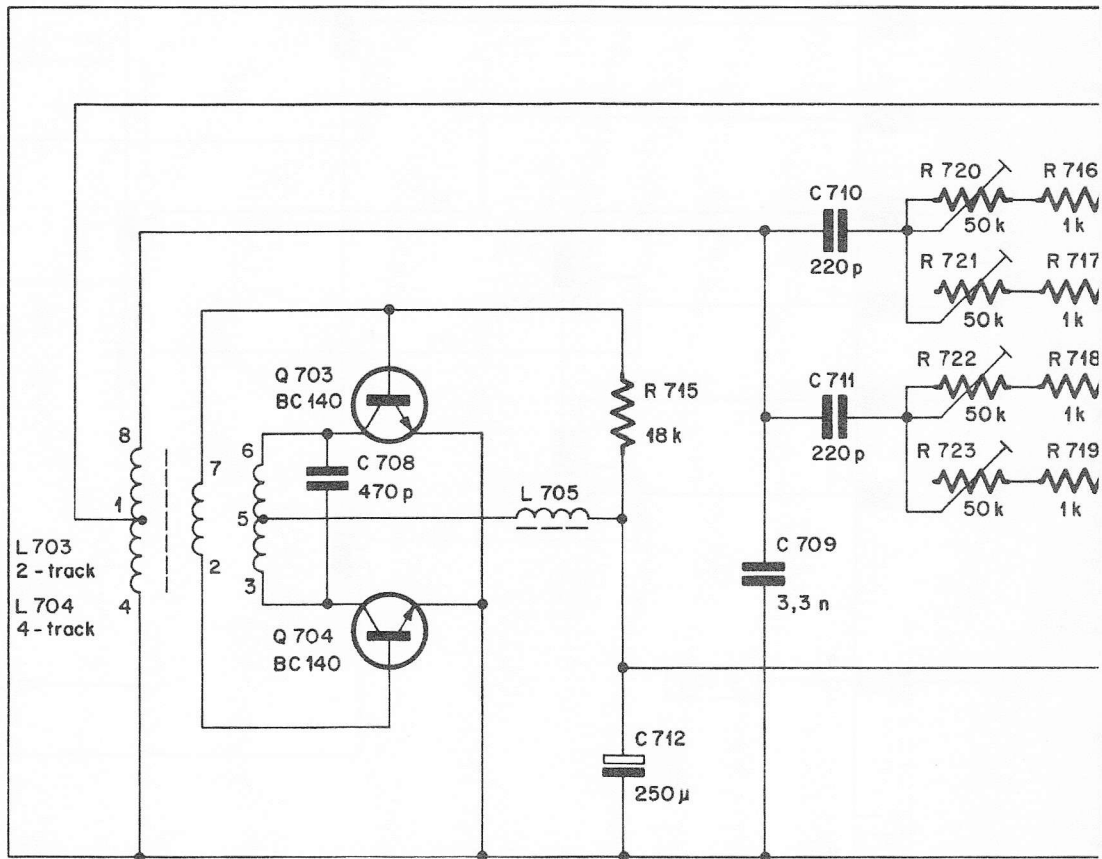 R 720
R 716
C 710
50 k
1 k
220 p
R 721
R 717
50 k
1 k
Q 703
BC 140
R 722
R 718
C 711
R 715
50 k
1 k
18 k
220 p
R 723
R 719
50 k
1 k
8
7
6
C 708
470 p
1
5
L 705
L 703
2 - track
2
3
C 709
3,3 n
L 704
4 - track
4
Q 704
BC 140
C 712
250 µ